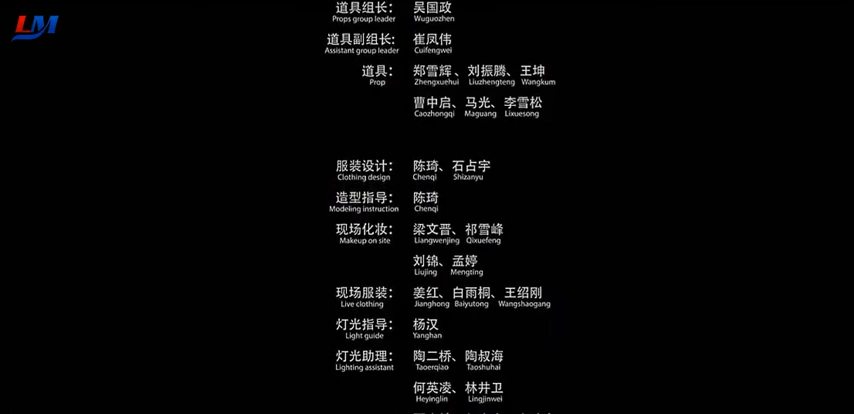 LM
道具组长: 吴国政
Props group leader Wuguozhen
道具副组长: 崔凤伟
Assistant group leader Cuifengwei
道具: 郑雪辉、刘振腾、王坤
Prop Zhengxuehui Liuzhengteng Wangkum
曹中启、马光、李雪松
Caozhongqi Maguang Lixuesong
服装设计: 陈琦、石占宇
Clothing design Chenqi Shizanyu
造型指导: 陈琦
Modeling instruction Chenqi
现场化妆: 梁文晋、祁雪峰
Makeup on site Liangwenjing Qixuefeng
刘锦、孟婷
Liujing Mengting
现场服装: 姜红、白雨桐、王绍刚
Live clothing Jianghong Baiyutong Wangshaogang
灯光指导: 杨汉
Light guide Yanghan
灯光助理: 陶二桥、陶叔海
Lighting assistant Taoerqiao Taoshuhai
何英凌、林井卫
Heyinglin Lingjinwei